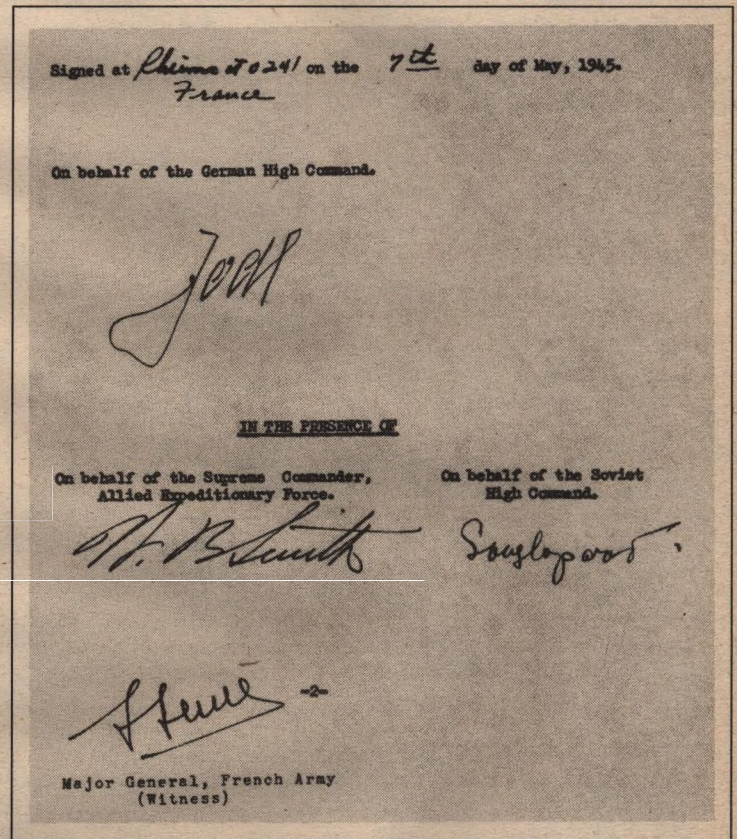 Signed at Rheims at 0241 on the 7th day of May, 1945.
France
On behalf of the German High Command.
Jodl
IN THE PRESENCE OF
On behalf of the Supreme Commander,
Allied Expeditionary Force.
On behalf of the Soviet
High Command.
W. B. Smith
Sousloparov
-2-
Major General, French Army
(Witness)